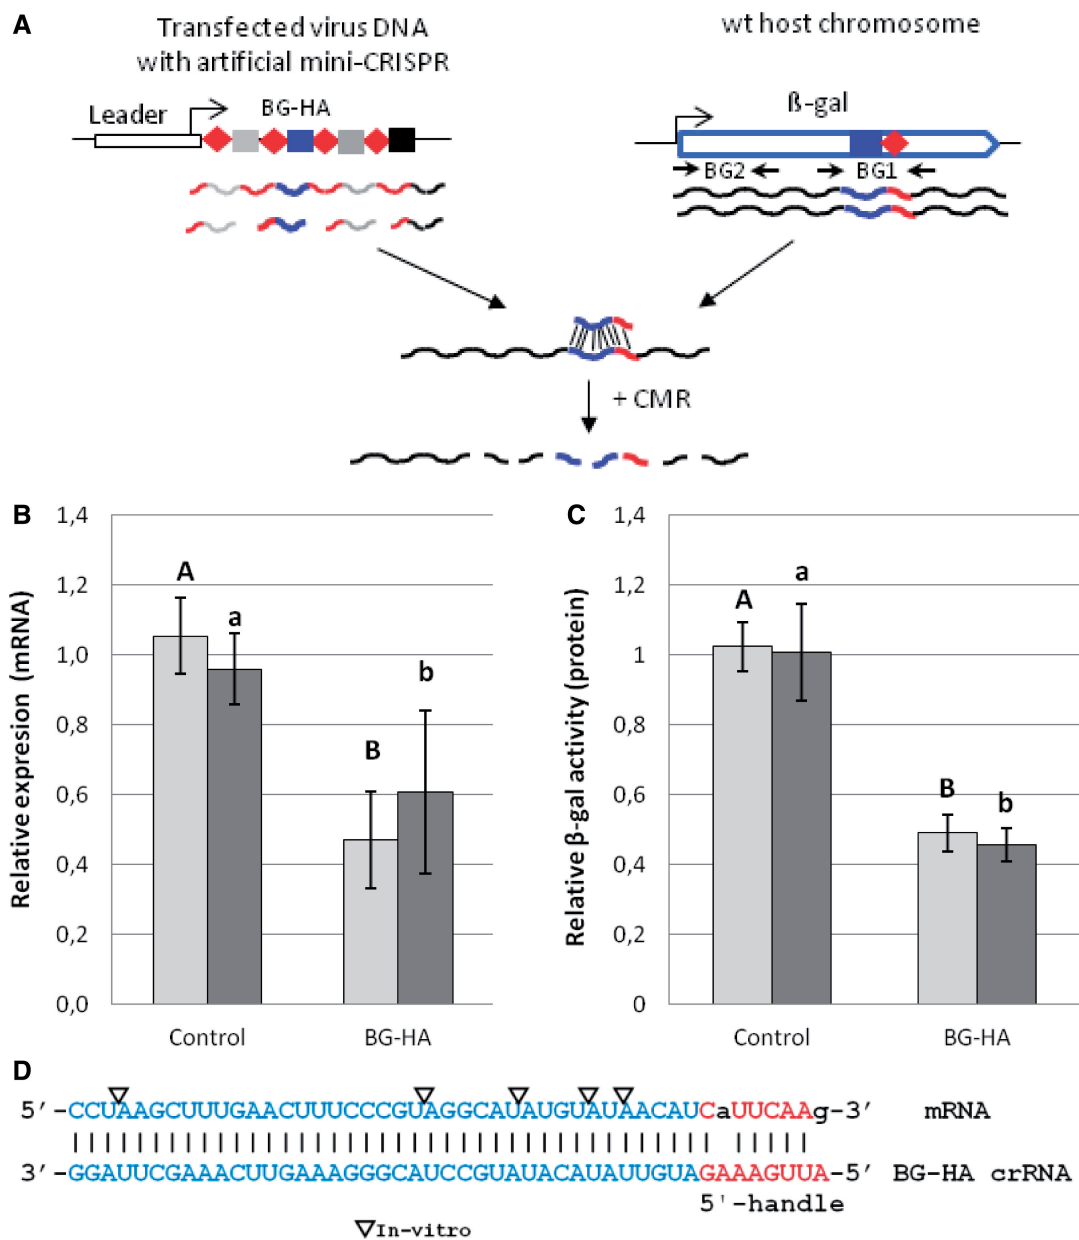 A
Transfected virus DNA
with artificial mini-CRISPR
wt host chromosome
Leader
BG-HA
ß-gal
BG2
BG1
+ CMR
B
Relative expresion (mRNA)
1,4
1,2
1,0
0,8
0,6
0,4
0,2
0,0
A
a
B
b
Control
BG-HA
C
Relative β-gal activity (protein)
1,4
1,2
1
0,8
0,6
0,4
0,2
0
A
a
B
b
Control
BG-HA
D
5′-CCUAAGCUUUGAACUUUCCCGUAGGCAUAUGUAUAACAUCaUUCAAg-3′ mRNA
3′-GGAUUCGAAACUUGAAAGGGCAUCCGUAUACAUAUUGUAGAAAGUUA-5′ BG-HA crRNA
5'-handle
In-vitro